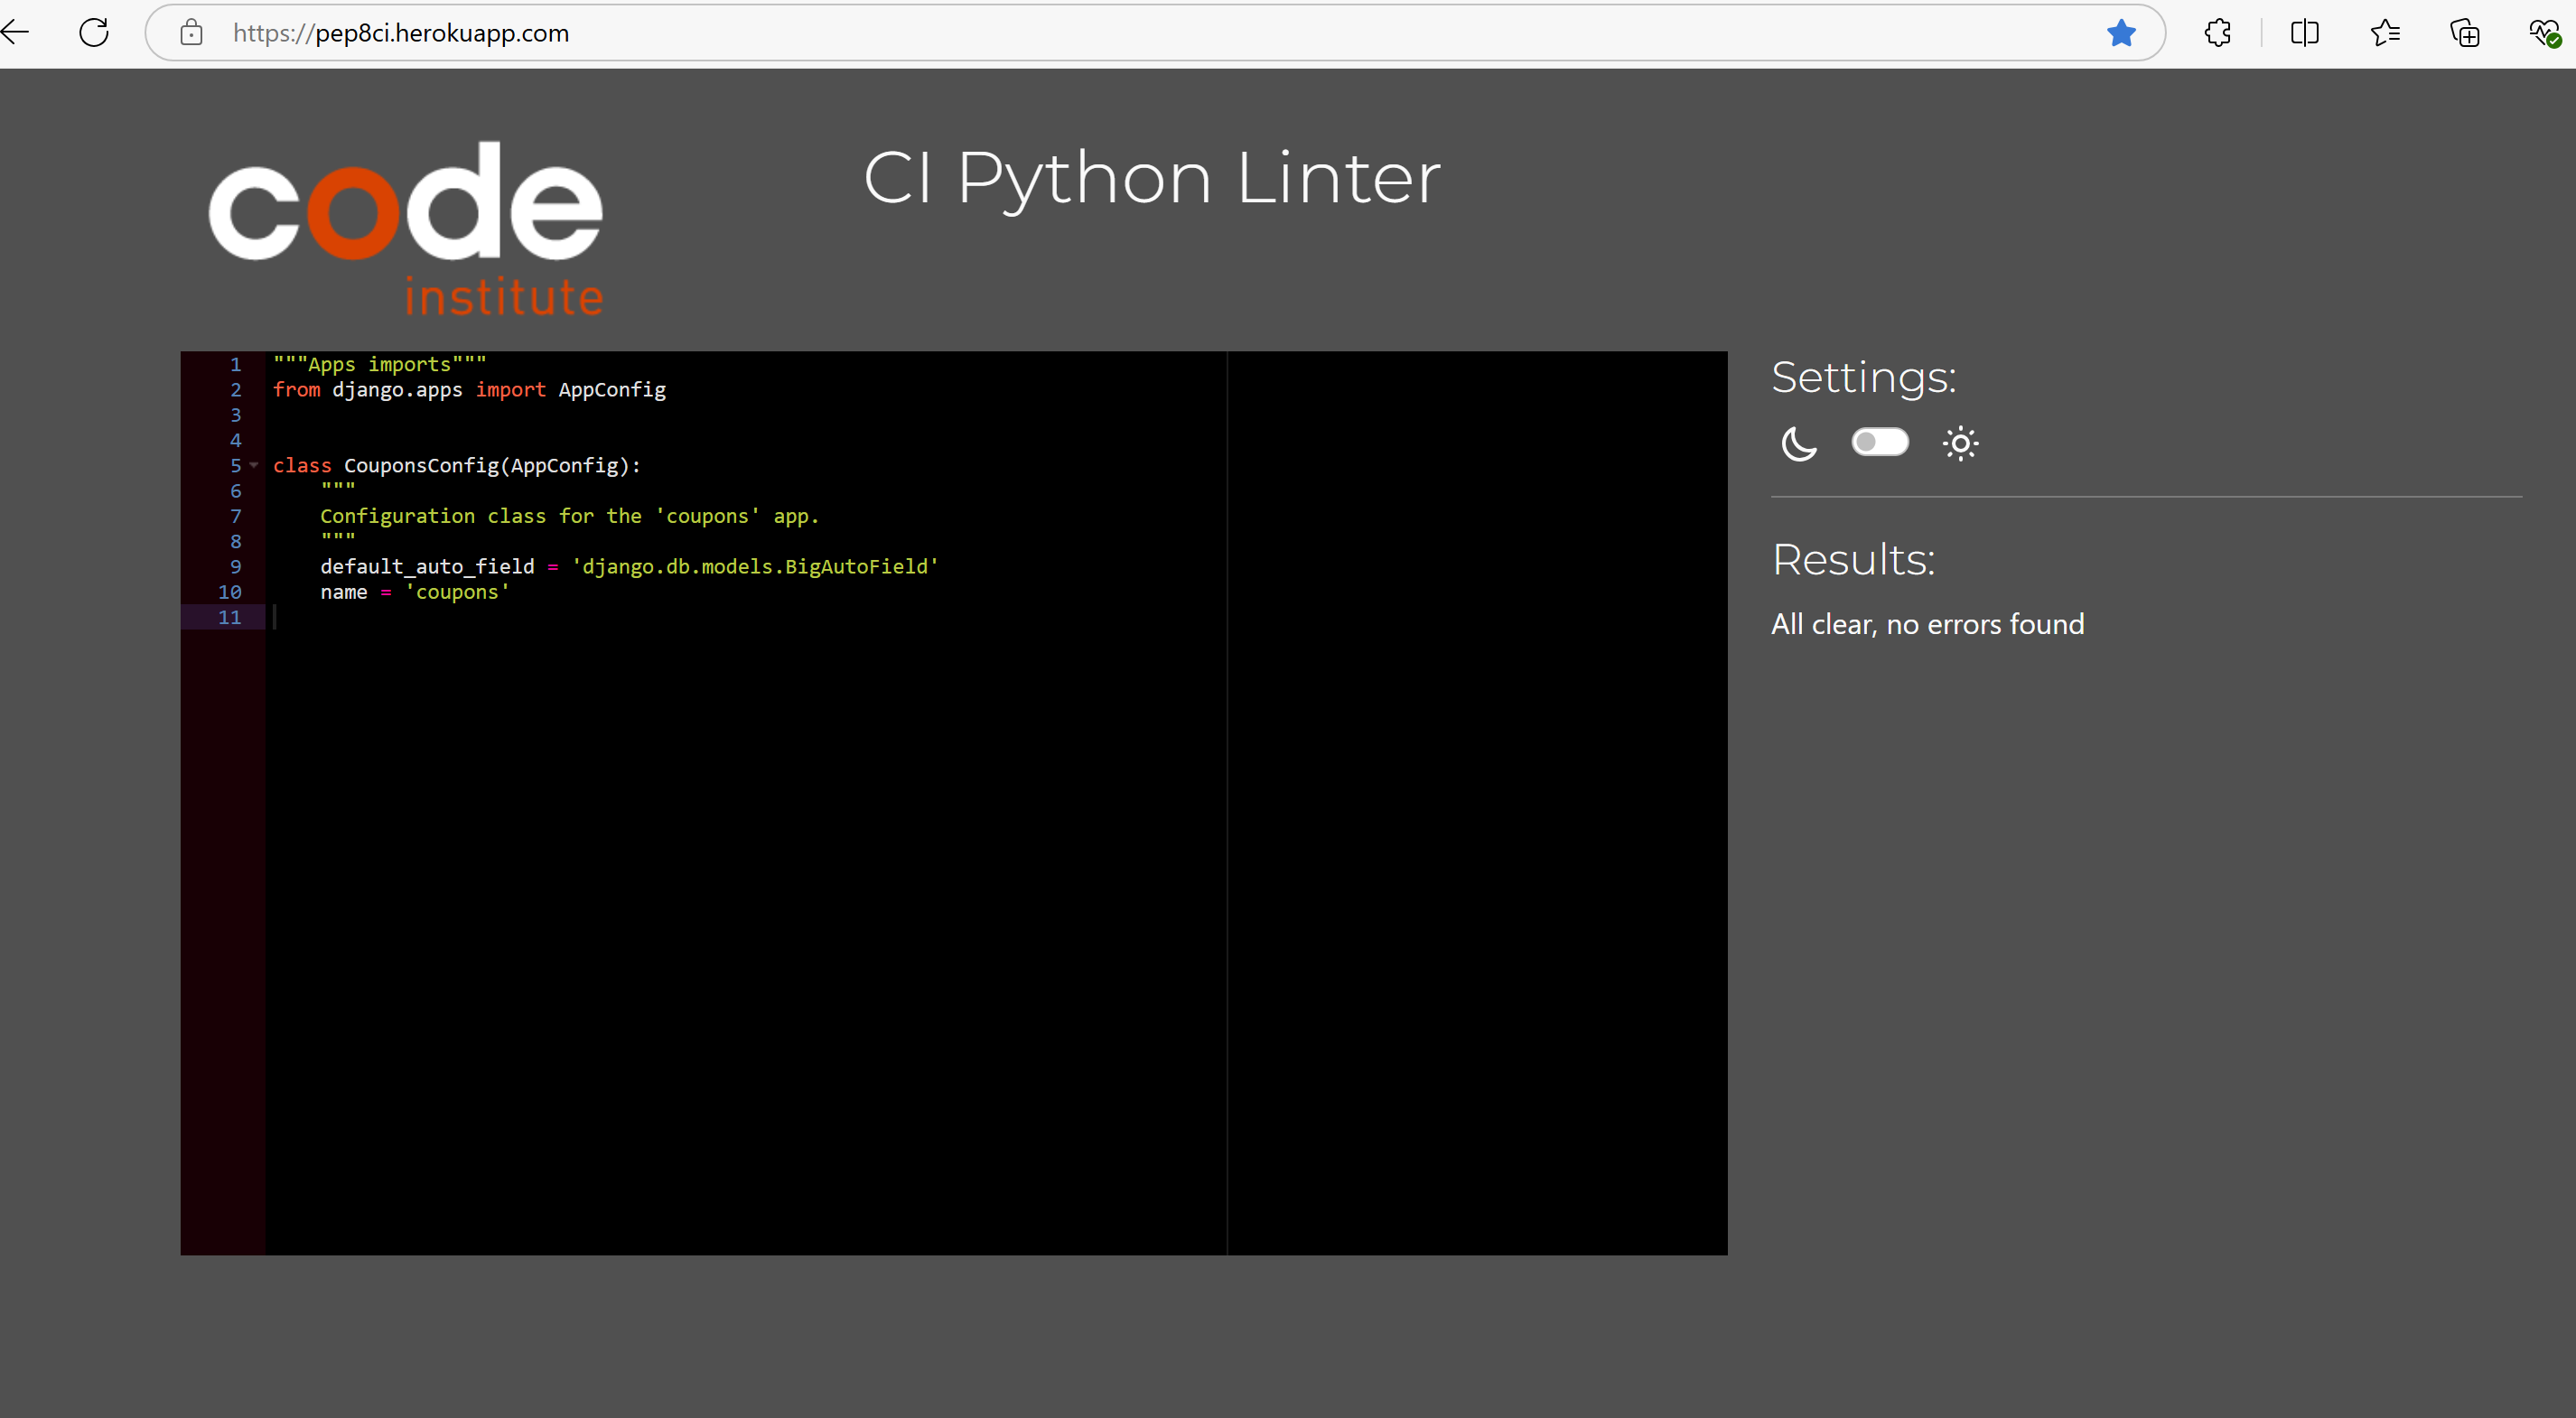 https://pep8ci.herokuapp.com
code
institute
CI Python Linter
1 """Apps imports"""
2 from django.apps import AppConfig
3
4
5 class CouponsConfig(AppConfig):
6     """
7     Configuration class for the 'coupons' app.
8     """
9     default_auto_field = 'django.db.models.BigAutoField'
10     name = 'coupons'
11
Settings:
Results:
All clear, no errors found